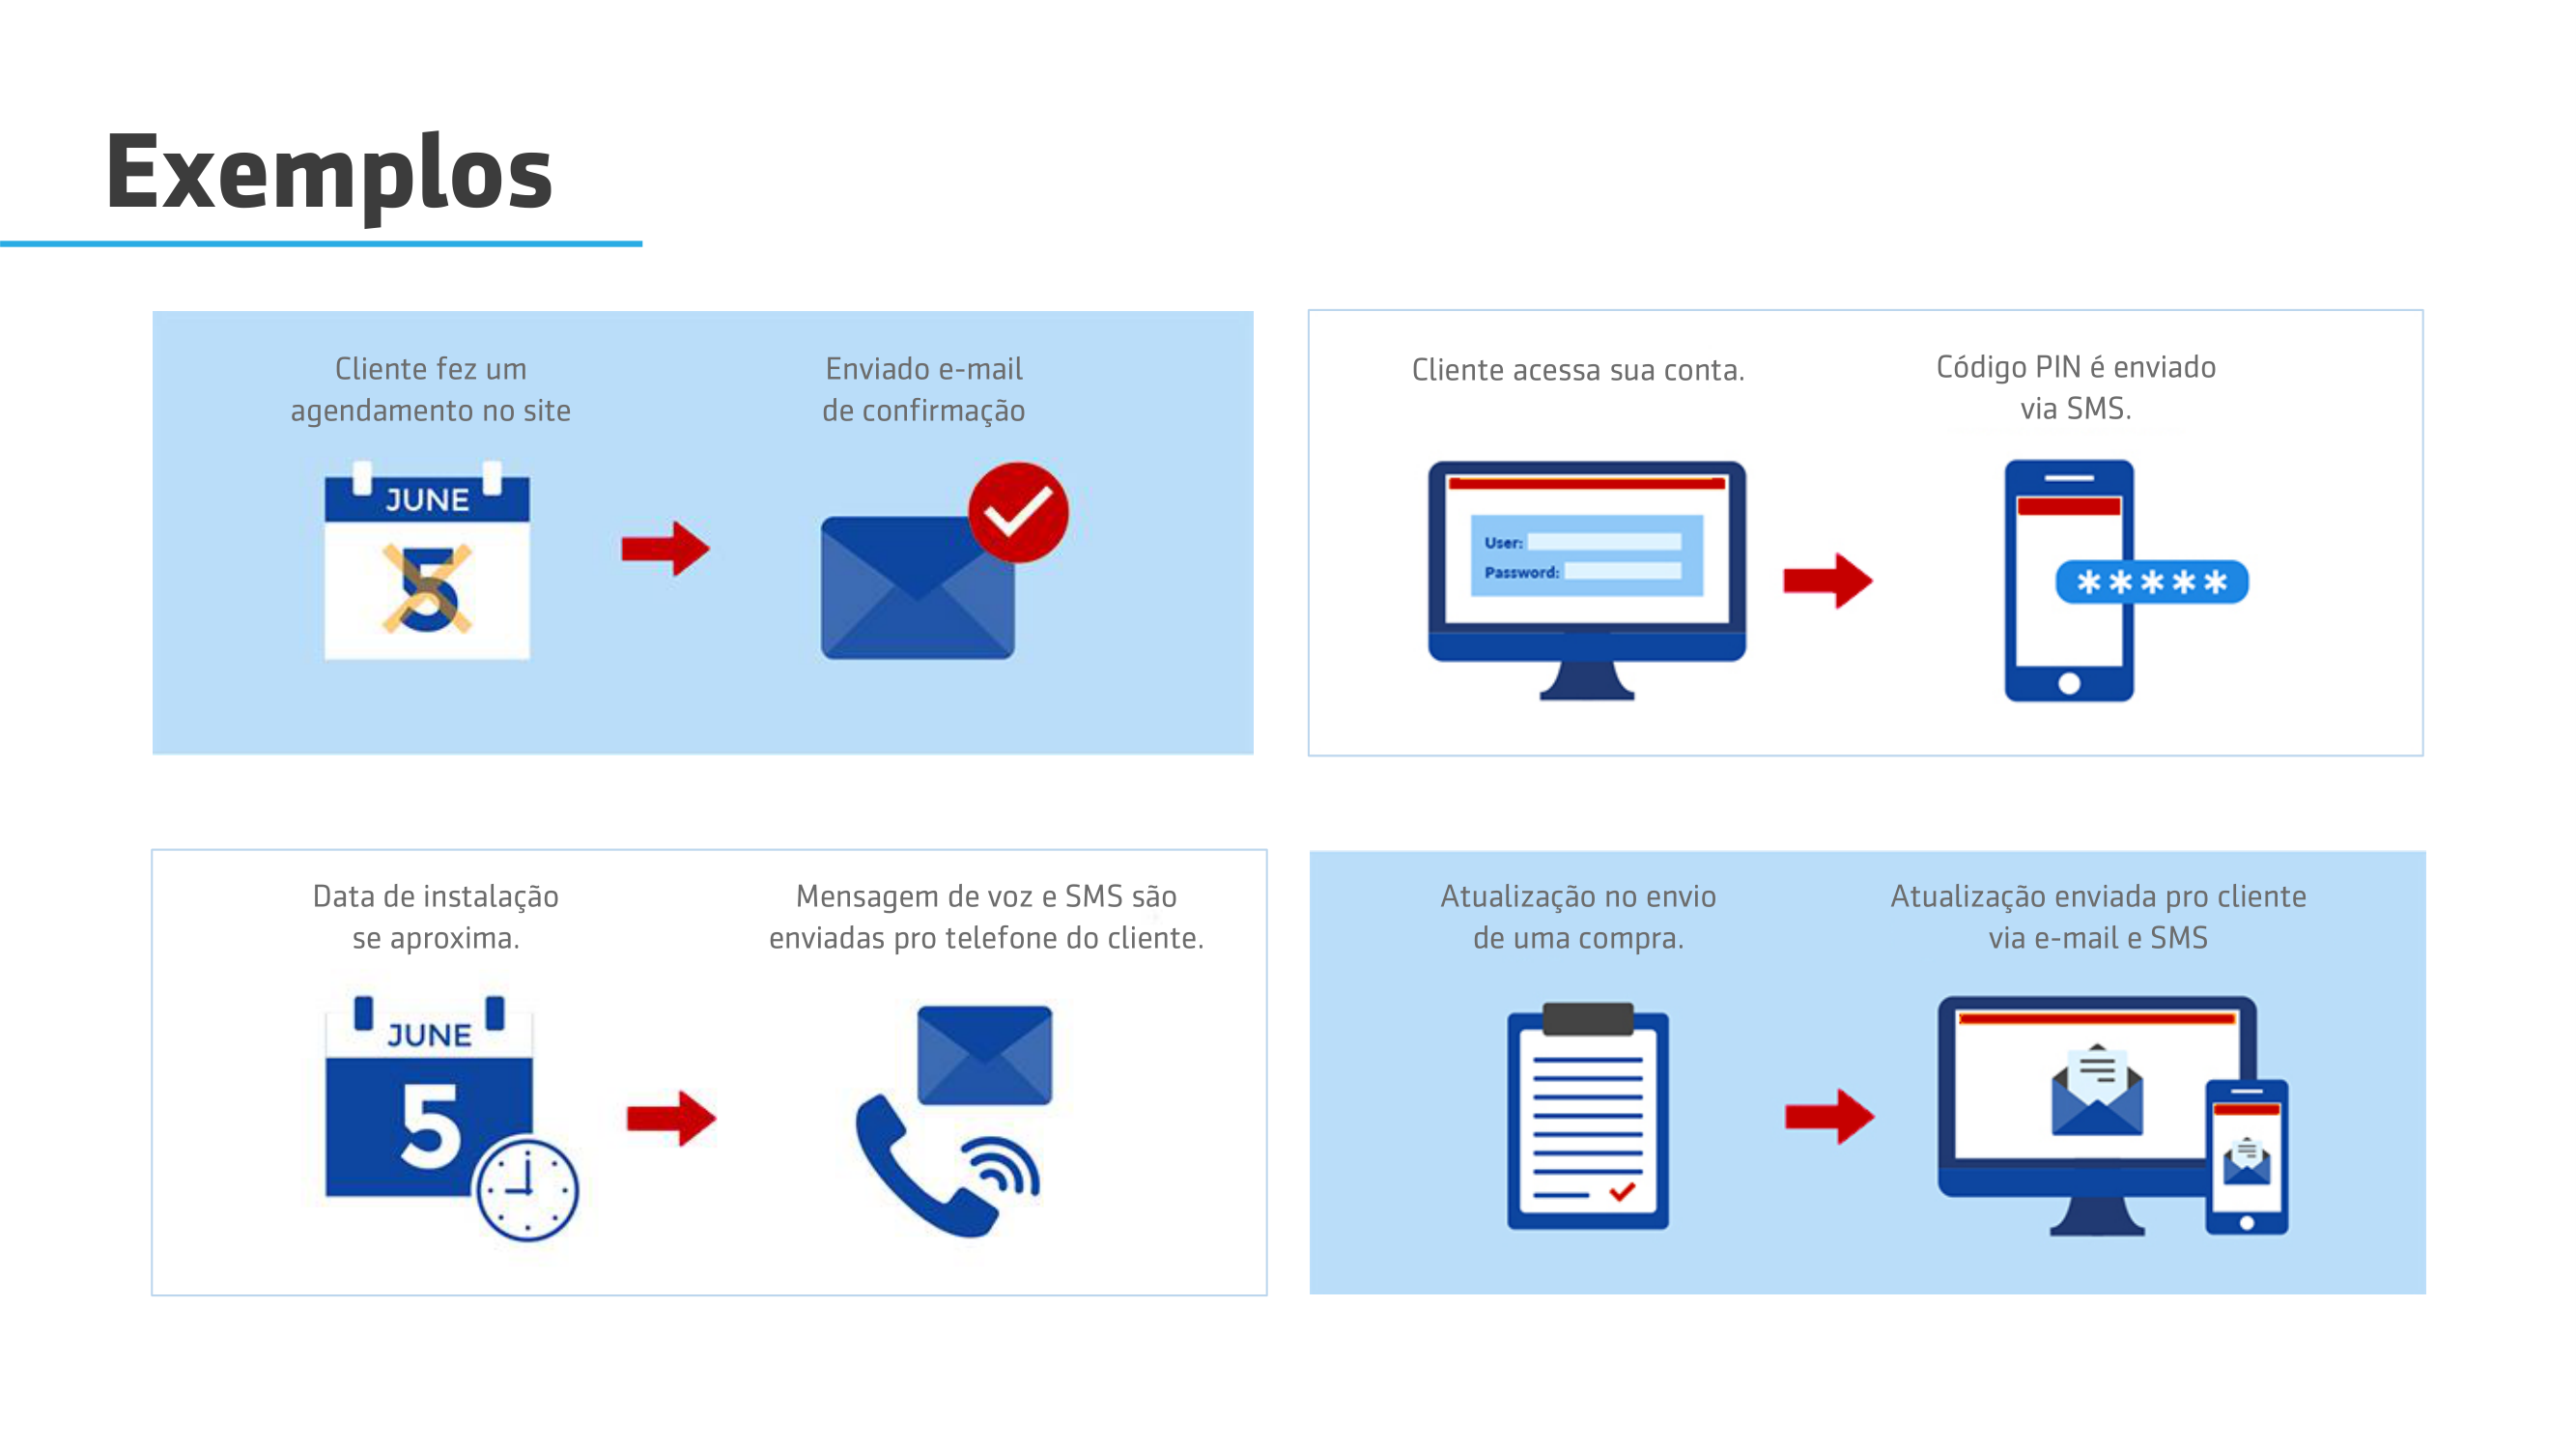 Exemplos
Cliente fez um
agendamento no site
Enviado e-mail
de confirmação
JUNE
5
Cliente acessa sua conta.
Código PIN é enviado
via SMS.
User:
Password:
*****
Data de instalação
se aproxima.
Mensagem de voz e SMS são
enviadas pro telefone do cliente.
JUNE
5
Atualização no envio
de uma compra.
Atualização enviada pro cliente
via e-mail e SMS